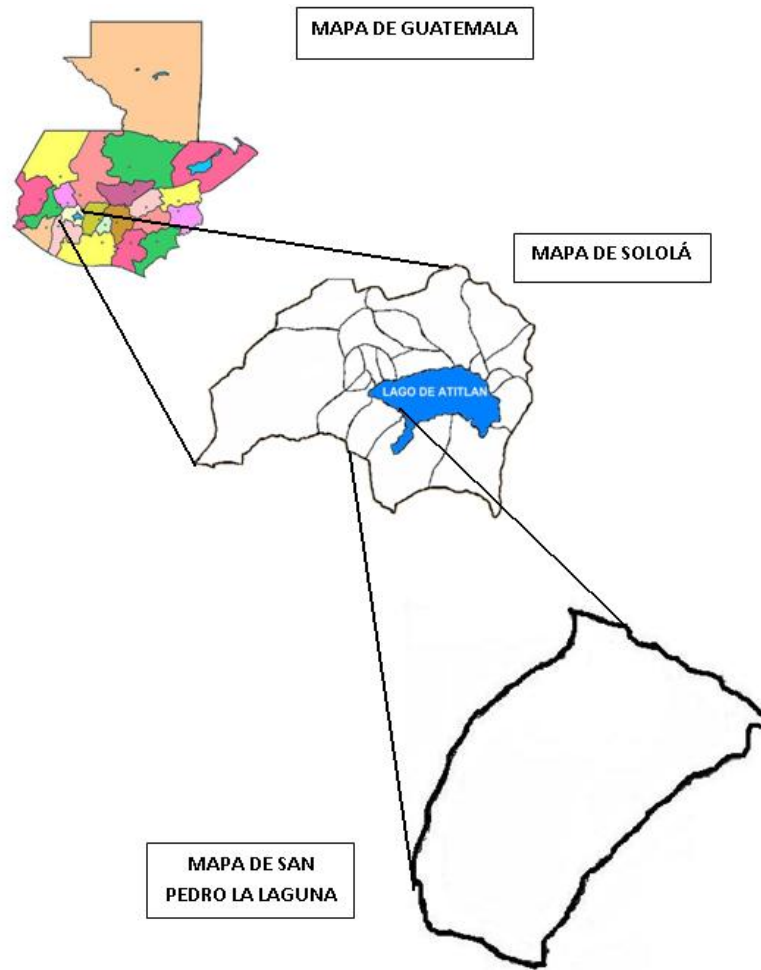 MAPA DE GUATEMALA
MAPA DE SOLOLÁ
LAGO DE ATITLAN
MAPA DE SAN
PEDRO LA LAGUNA